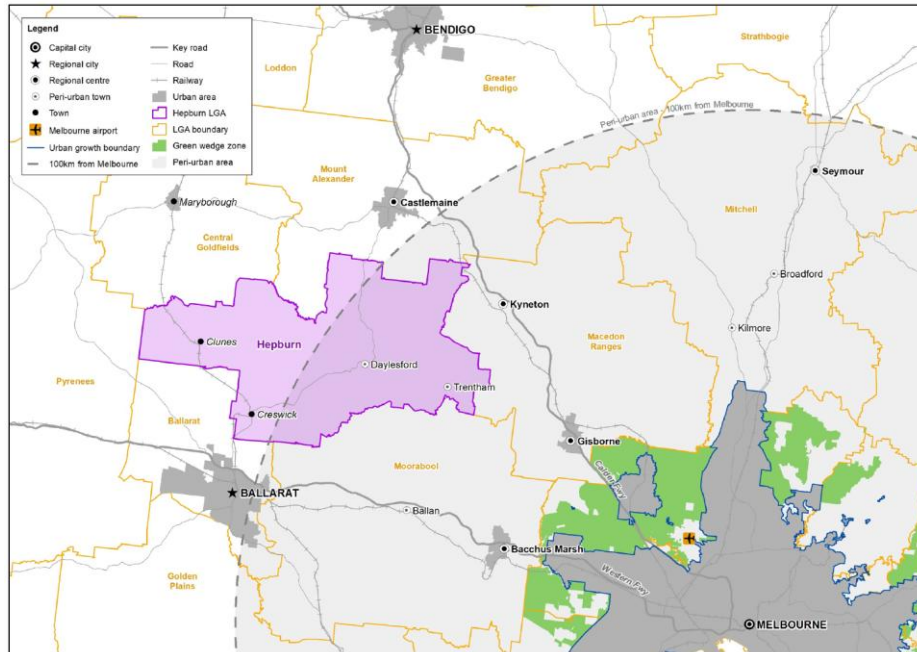 Legend
Capital city
Regional city
Regional centre
Peri-urban town
Town
Melbourne airport
Urban growth boundary
100km from Melbourne
Key road
Road
Railway
Urban area
Hepburn LGA
LGA boundary
Green wedge zone
Peri-urban area
BENDIGO
Strathbogie
Loddon
Greater
Bendigo
Peri-urban area - 100km from Melbourne
Mount
Alexander
Seymour
Maryborough
Castlemaine
Mitchell
Central
Goldfields
Broadford
Kyneton
Kilmore
Clunes
Hepburn
Macedon
Ranges
Daylesford
Pyrenees
Trentham
Ballarat
Creswick
Gisborne
Moorabool
Calder Fwy
BALLARAT
Ballan
Bacchus Marsh
Western Fwy
Golden
Plains
MELBOURNE